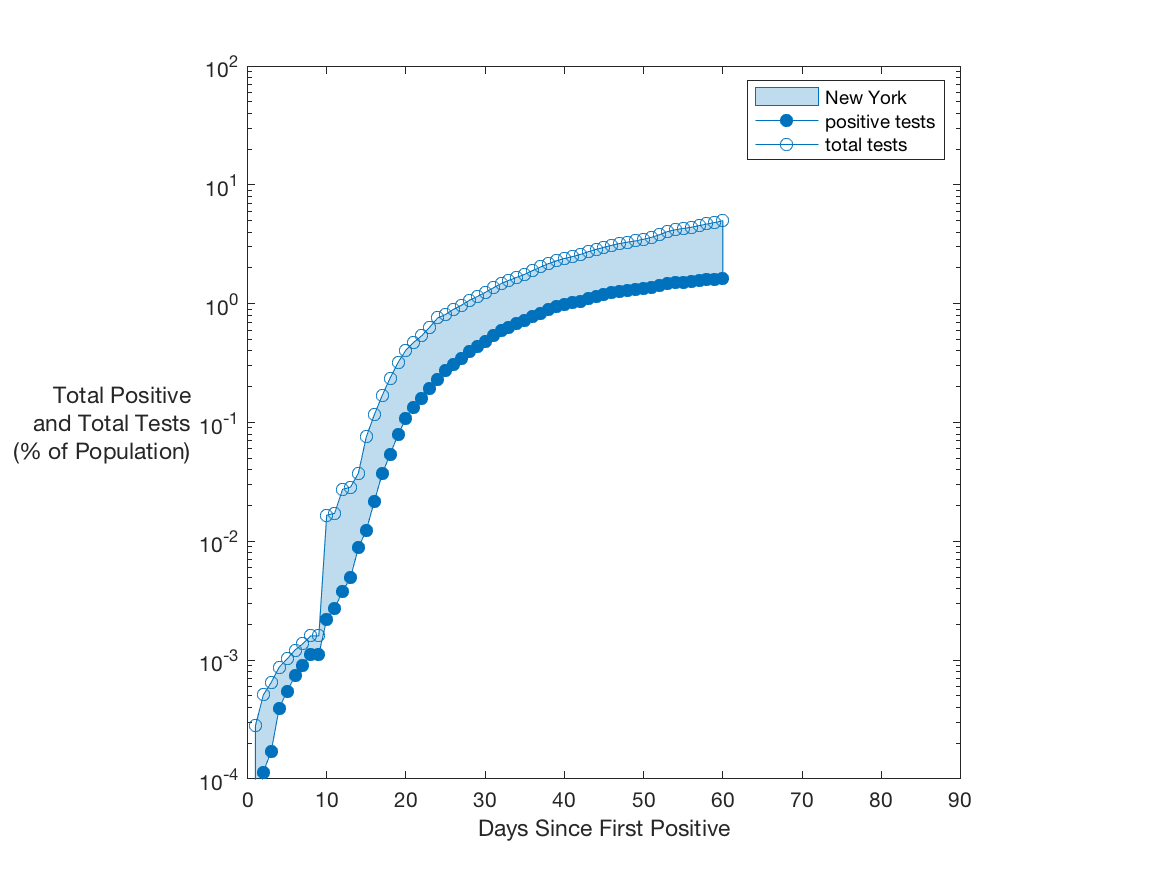 10^2
10^1
10^0
10^-1
10^-2
10^-3
10^-4
Total Positive
and Total Tests
(% of Population)
New York
positive tests
total tests
0 10 20 30 40 50 60 70 80 90
Days Since First Positive